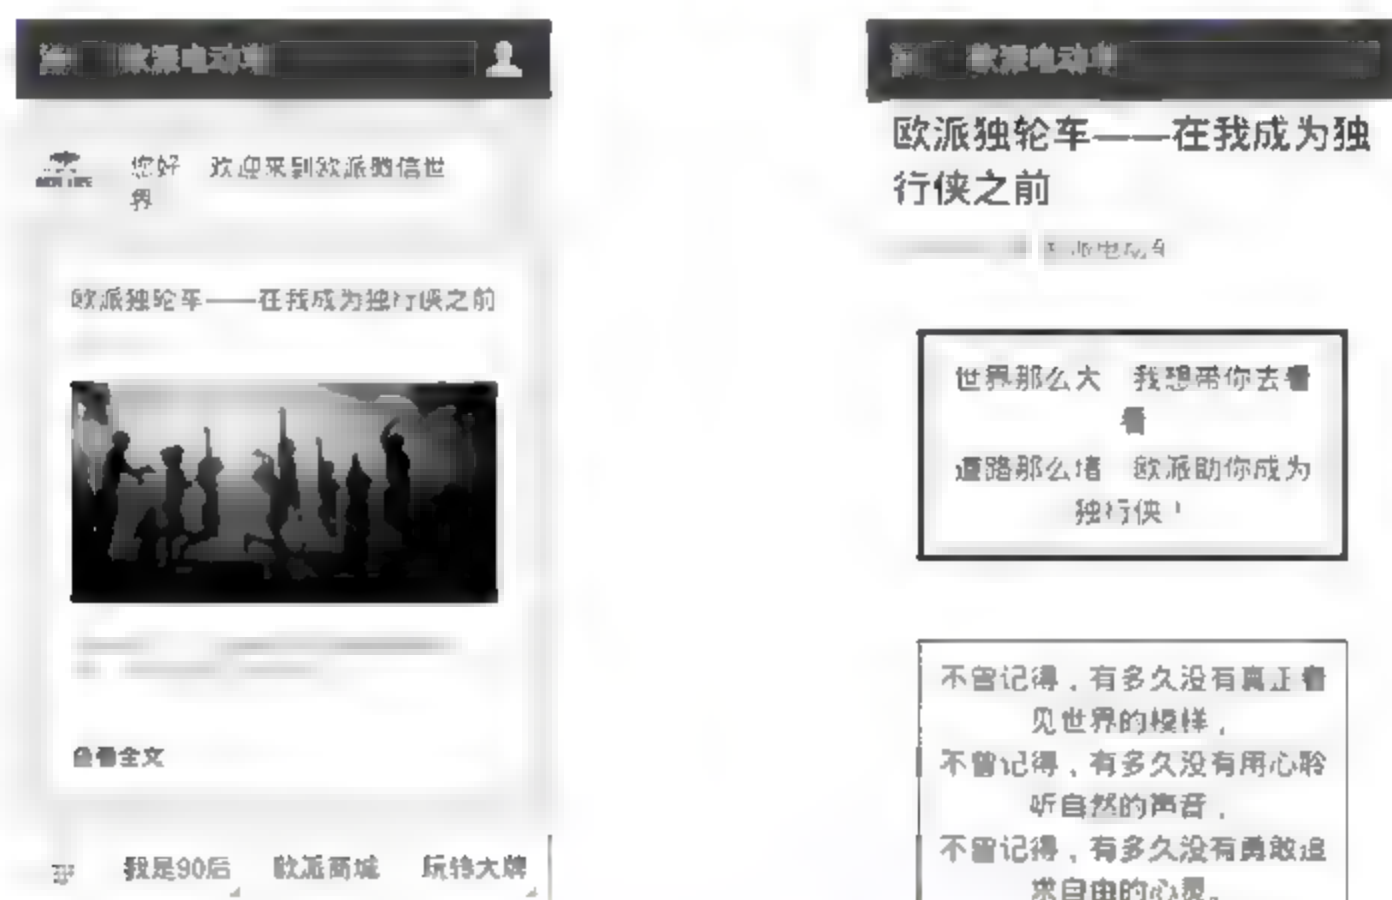 欧派电动车
您好 欢迎来到欧派微信世
界
欧派独轮车——在我成为独行侠之前
查看全文
我是90后
欧派商城
玩转大牌
欧派电动车
欧派独轮车——在我成为独
行侠之前
世界那么大 我想带你去看
看
道路那么堵 欧派助你成为
独行侠！
不曾记得，有多久没有真正看
见世界的模样，
不曾记得，有多久没有用心聆
听自然的声音，
不曾记得，有多久没有勇敢追
求自由的心灵。